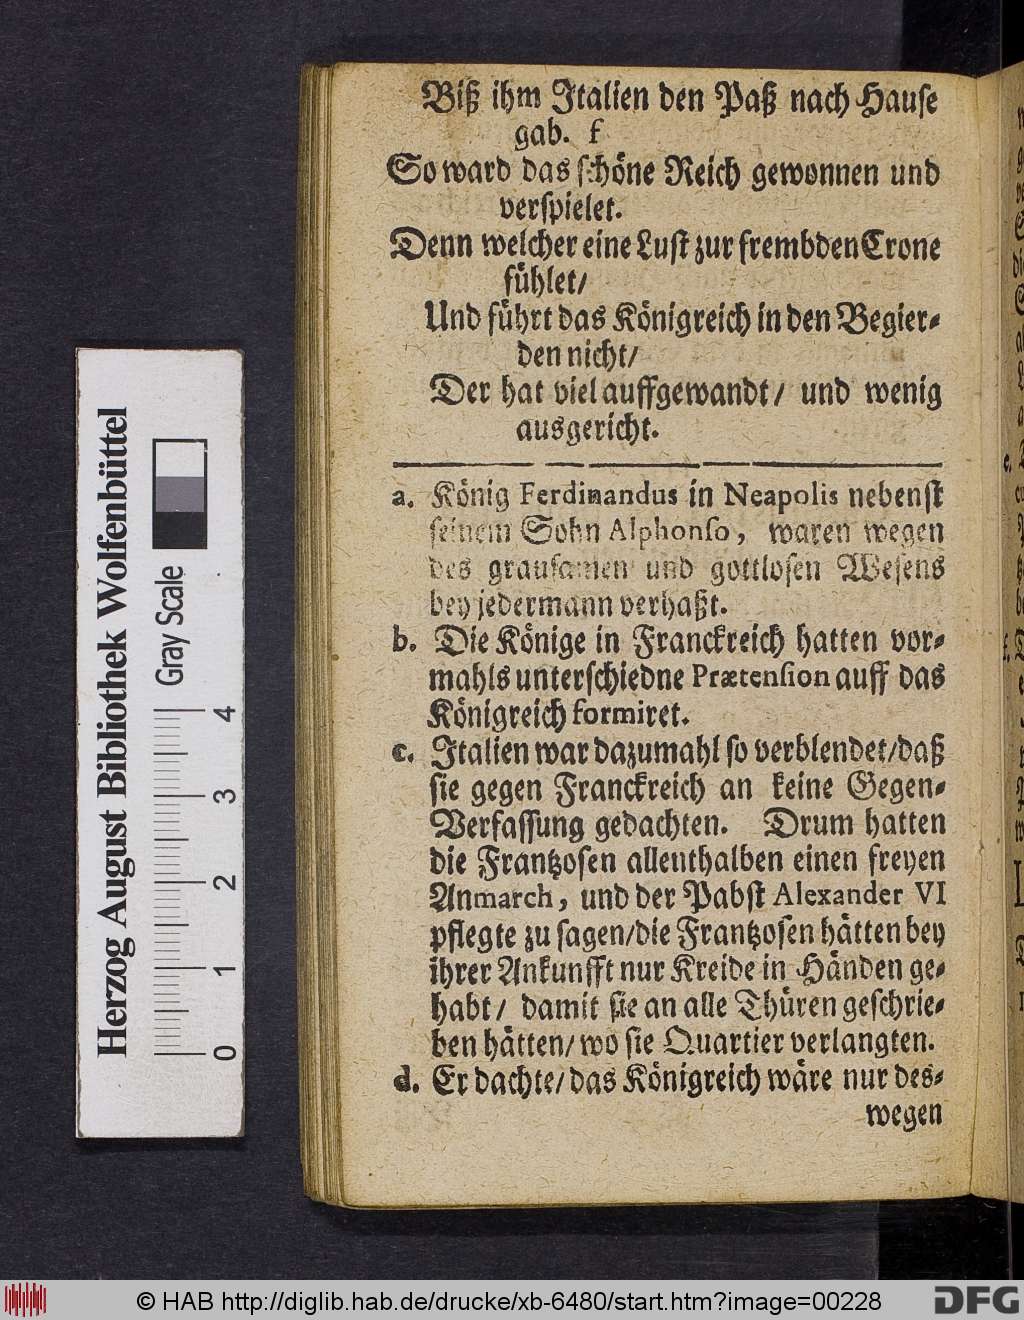 Biß ihm Italien den Paß nach Hause
gab. f
So ward das schöne Reich gewonnen und
verspielet.
Denn welcher eine Lust zur frembden Crone
fühlet/
Und führt das Königreich in den Begier-
den nicht/
Der hat viel auffgewandt/ und wenig
ausgericht.
a. König Ferdinandus in Neapolis nebenst
seinem Sohn Alphonso, waren wegen
des grausamen und gottlosen Wesens
bey jedermann verhaßt.
b. Die Könige in Franckreich hatten vor-
mahls unterschiedne Prætension auff das
Königreich formiret.
c. Italien war dazumahl so verblendet/daß
sie gegen Franckreich an keine Gegen-
Verfassung gedachten. Drum hatten
die Frantzosen allenthalben einen freyen
Anmarch, und der Pabst Alexander VI
pflegte zu sagen/die Frantzosen hätten bey
ihrer Ankunfft nur Kreide in Händen ge-
habt/ damit sie an alle Thüren geschrie-
ben hätten/wo sie Quartier verlangten.
d. Er dachte/das Königreich wäre nur des-
wegen
Herzog August Bibliothek Wolfenbüttel
Gray Scale
0 1 2 3 4
© HAB http://diglib.hab.de/drucke/xb-6480/start.htm?image=00228
DFG